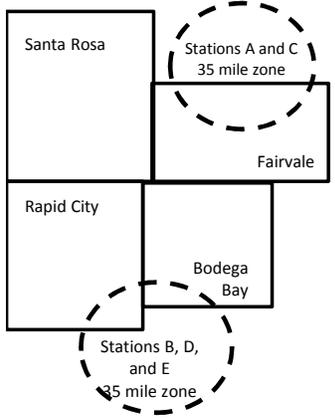 Santa Rosa
Stations A and C
35 mile zone
Fairvale
Rapid City
Bodega
Bay
Stations B, D,
and E
35 mile zone